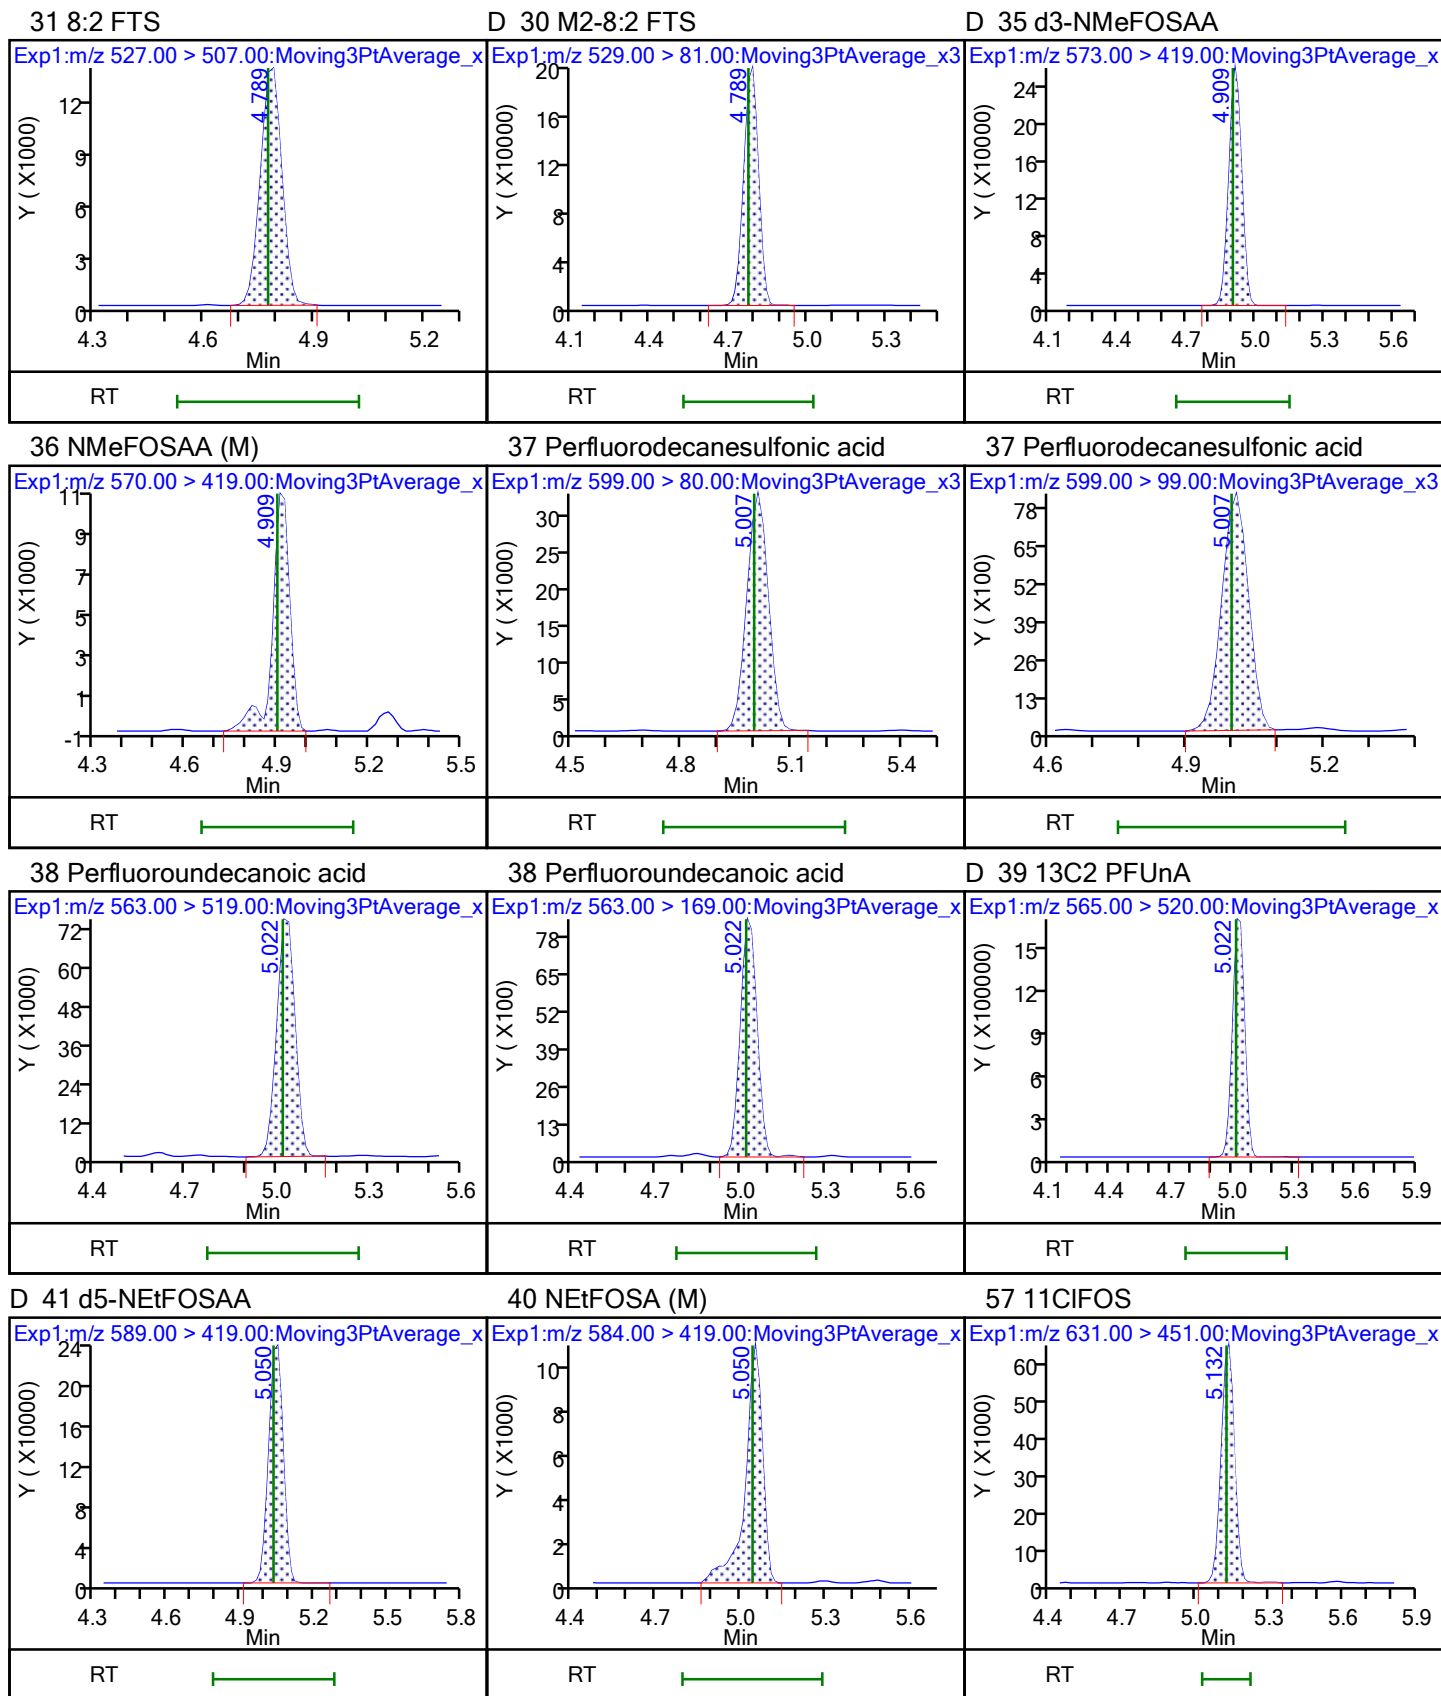 31 8:2 FTS
D 30 M2-8:2 FTS
D 35 d3-NMeFOSAA
Exp1:m/z 527.00 > 507.00:Moving3PtAverage_x
Exp1:m/z 529.00 > 81.00:Moving3PtAverage_x3
Exp1:m/z 573.00 > 419.00:Moving3PtAverage_x
Y ( X1000)
12
9
6
3
0
4.789
4.3 4.6 4.9 5.2
Min
RT
Y ( X10000)
20
16
12
8
4
0
4.789
4.1 4.4 4.7 5.0 5.3
Min
RT
Y ( X10000)
24
20
16
12
8
4
0
4.909
4.1 4.4 4.7 5.0 5.3 5.6
Min
RT
36 NMeFOSAA (M)
37 Perfluorodecanesulfonic acid
37 Perfluorodecanesulfonic acid
Exp1:m/z 570.00 > 419.00:Moving3PtAverage_x
Exp1:m/z 599.00 > 80.00:Moving3PtAverage_x3
Exp1:m/z 599.00 > 99.00:Moving3PtAverage_x3
Y ( X1000)
11
9
7
5
3
1
-1
4.909
4.3 4.6 4.9 5.2 5.5
Min
RT
Y ( X1000)
30
25
20
15
10
5
0
5.007
4.5 4.8 5.1 5.4
Min
RT
Y ( X100)
78
65
52
39
26
13
0
5.007
4.6 4.9 5.2
Min
RT
38 Perfluoroundecanoic acid
38 Perfluoroundecanoic acid
D 39 13C2 PFUnA
Exp1:m/z 563.00 > 519.00:Moving3PtAverage_x
Exp1:m/z 563.00 > 169.00:Moving3PtAverage_x
Exp1:m/z 565.00 > 520.00:Moving3PtAverage_x
Y ( X1000)
72
60
48
36
24
12
0
5.022
4.4 4.7 5.0 5.3 5.6
Min
RT
Y ( X100)
78
65
52
39
26
13
0
5.022
4.4 4.7 5.0 5.3 5.6
Min
RT
Y ( X100000)
15
12
9
6
3
0
5.022
4.1 4.4 4.7 5.0 5.3 5.6 5.9
Min
RT
D 41 d5-NEtFOSAA
40 NEtFOSA (M)
57 11ClFOS
Exp1:m/z 589.00 > 419.00:Moving3PtAverage_x
Exp1:m/z 584.00 > 419.00:Moving3PtAverage_x
Exp1:m/z 631.00 > 451.00:Moving3PtAverage_x
Y ( X10000)
24
20
16
12
8
4
0
5.050
4.3 4.6 4.9 5.2 5.5 5.8
Min
RT
Y ( X1000)
10
8
6
4
2
0
5.050
4.4 4.7 5.0 5.3 5.6
Min
RT
Y ( X10000)
60
50
40
30
20
10
0
5.132
4.4 4.7 5.0 5.3 5.6 5.9
Min
RT